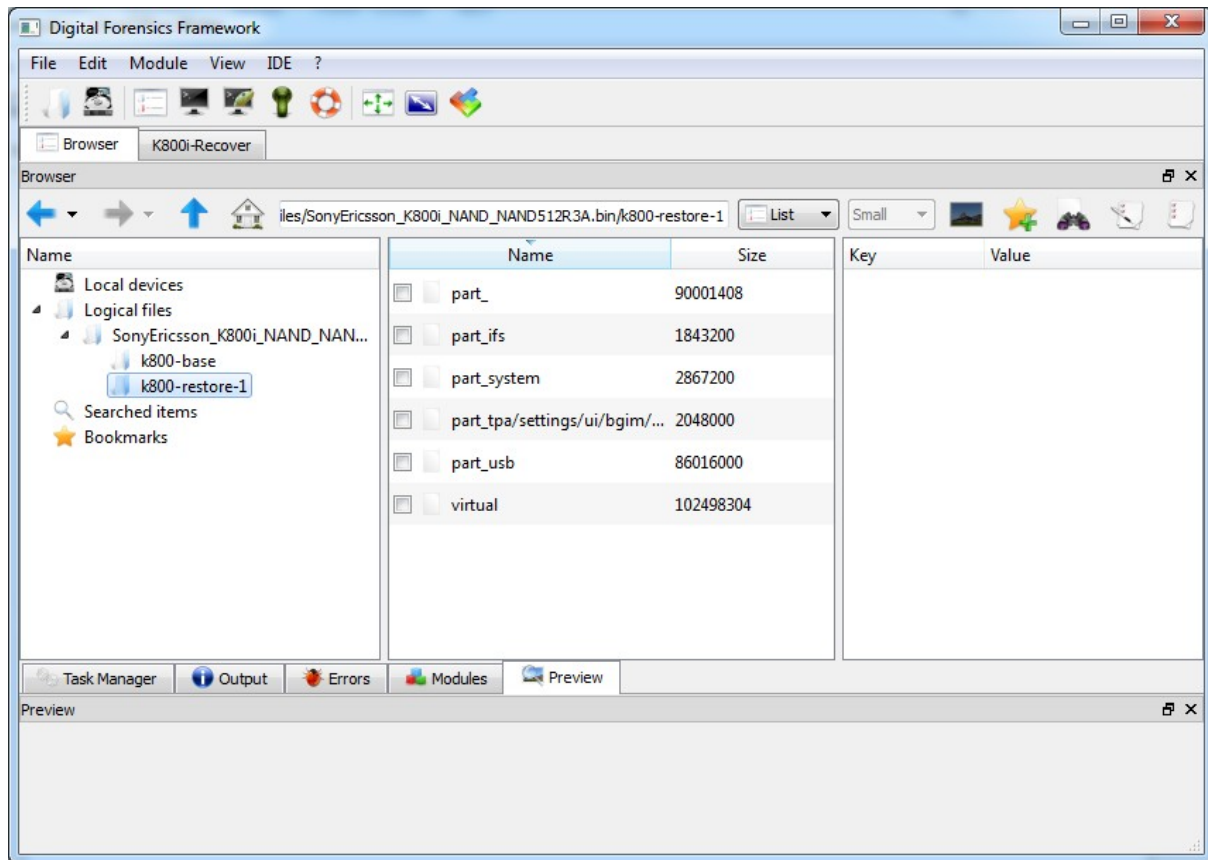 Digital Forensics Framework
File Edit Module View IDE ?
Browser K800i-Recover
Browser
iles/SonyEricsson_K800i_NAND_NAND512R3A.bin/k800-restore-1 List Small
Name
Local devices
Logical files
SonyEricsson_K800i_NAND_NAN...
k800-base
k800-restore-1
Searched items
Bookmarks
Name Size
part_ 90001408
part_ifs 1843200
part_system 2867200
part_tpa/settings/ui/bgim/... 2048000
part_usb 86016000
virtual 102498304
Key Value
Task Manager Output Errors Modules Preview
Preview